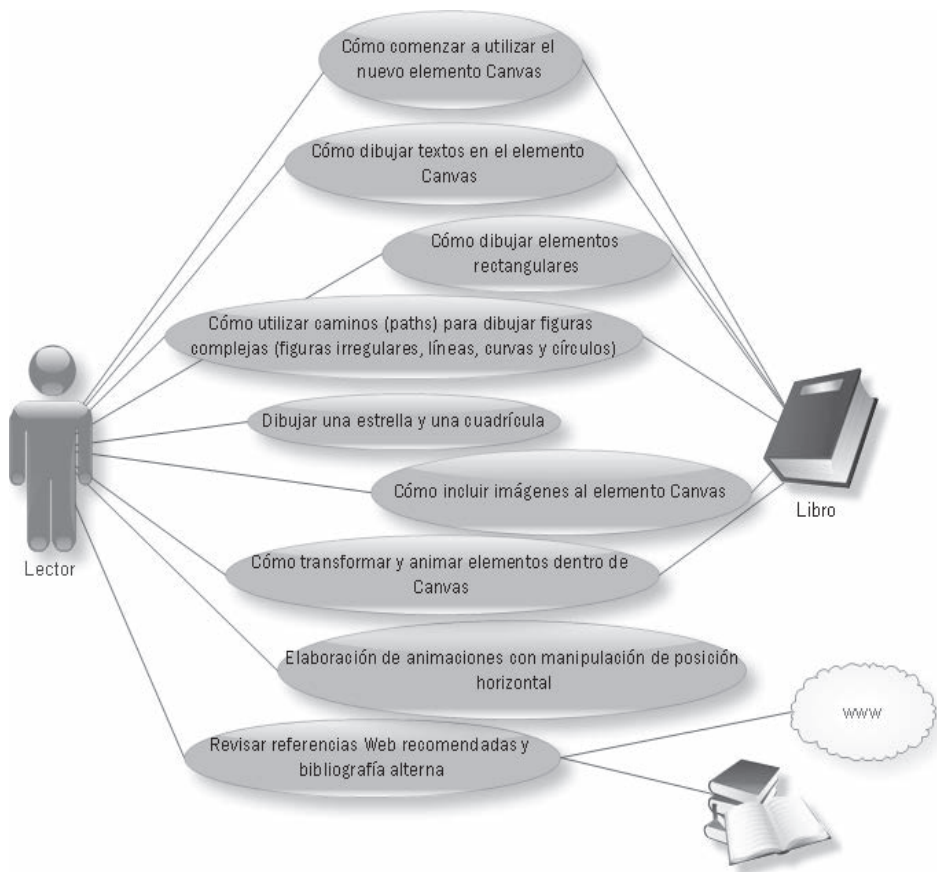 Cómo comenzar a utilizar el
nuevo elemento Canvas
Cómo dibujar textos en el elemento
Canvas
Cómo dibujar elementos
rectangulares
Cómo utilizar caminos (paths) para dibujar figuras
complejas (figuras irregulares, líneas, curvas y círculos)
Dibujar una estrella y una cuadrícula
Cómo incluir imágenes al elemento Canvas
Libro
Lector
Cómo transformar y animar elementos dentro de
Canvas
Elaboración de animaciones con manipulación de posición
horizontal
www
Revisar referencias Web recomendadas y
bibliografía alterna